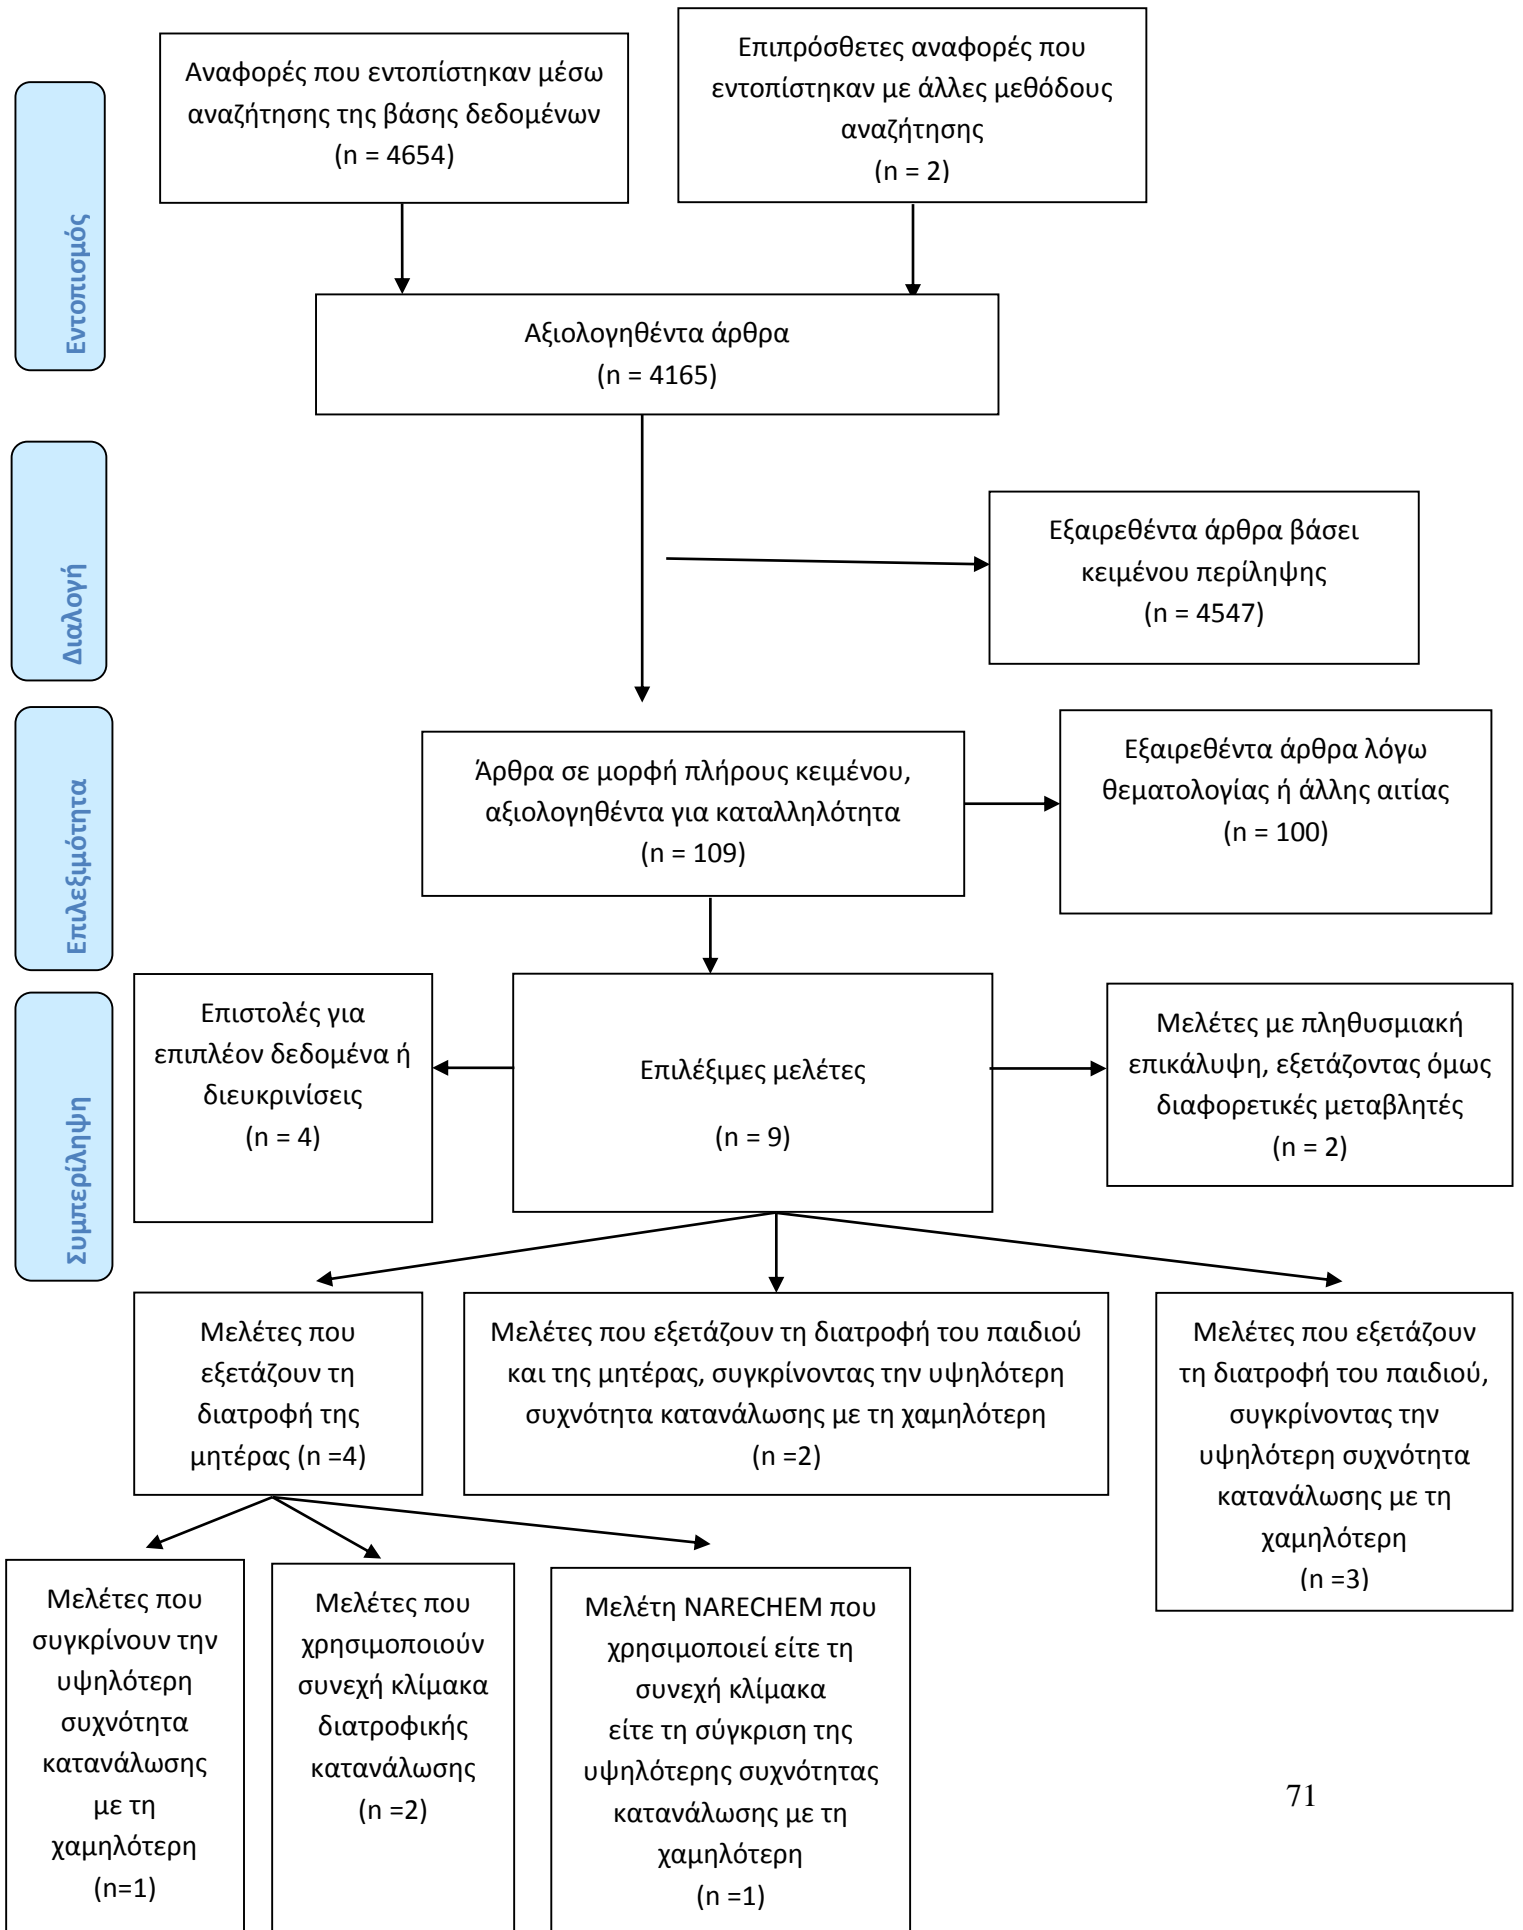 Αναφορές που εντοπίστηκαν μέσω
αναζήτησης της βάσης δεδομένων
(n = 4654)
Επιπρόσθετες αναφορές που
εντοπίστηκαν με άλλες μεθόδους
αναζήτησης
(n = 2)
Εντοπισμός
Αξιολογηθέντα άρθρα
(n = 4165)
Διαλογή
Εξαιρεθέντα άρθρα βάσει
κειμένου περίληψης
(n = 4547)
Επιλεξιμότητα
Άρθρα σε μορφή πλήρους κειμένου,
αξιολογηθέντα για καταλληλότητα
(n = 109)
Εξαιρεθέντα άρθρα λόγω
θεματολογίας ή άλλης αιτίας
(n = 100)
Συμπερίληψη
Επιστολές για
επιπλέον δεδομένα ή
διευκρινίσεις
(n = 4)
Επιλέξιμες μελέτες
(n = 9)
Μελέτες με πληθυσμιακή
επικάλυψη, εξετάζοντας όμως
διαφορετικές μεταβλητές
(n = 2)
Μελέτες που
εξετάζουν τη
διατροφή της
μητέρας (n =4)
Μελέτες που εξετάζουν τη διατροφή του παιδιού
και της μητέρας, συγκρίνοντας την υψηλότερη
συχνότητα κατανάλωσης με τη χαμηλότερη
(n =2)
Μελέτες που εξετάζουν
τη διατροφή του παιδιού,
συγκρίνοντας την
υψηλότερη συχνότητα
κατανάλωσης με τη
χαμηλότερη
(n =3)
Μελέτες που
συγκρίνουν την
υψηλότερη
συχνότητα
κατανάλωσης
με τη
χαμηλότερη
(n=1)
Μελέτες που
χρησιμοποιούν
συνεχή κλίμακα
διατροφικής
κατανάλωσης
(n =2)
Μελέτη NARECHEM που
χρησιμοποιεί είτε τη
συνεχή κλίμακα
είτε τη σύγκριση της
υψηλότερης συχνότητας
κατανάλωσης με τη
χαμηλότερη
(n =1)
71